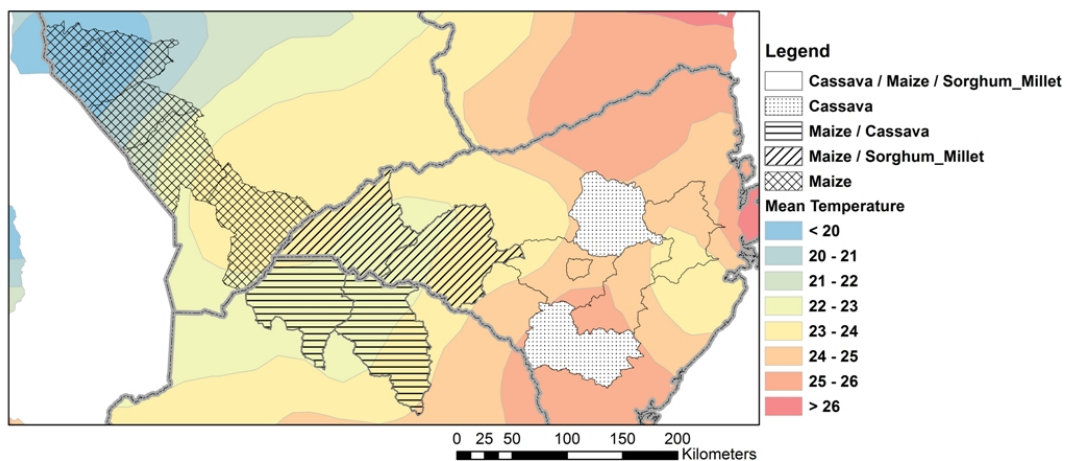 Legend
Cassava / Maize / Sorghum_Millet
Cassava
Maize / Cassava
Maize / Sorghum_Millet
Maize
Mean Temperature
< 20
20 - 21
21 - 22
22 - 23
23 - 24
24 - 25
25 - 26
> 26
0 25 50 100 150 200
Kilometers